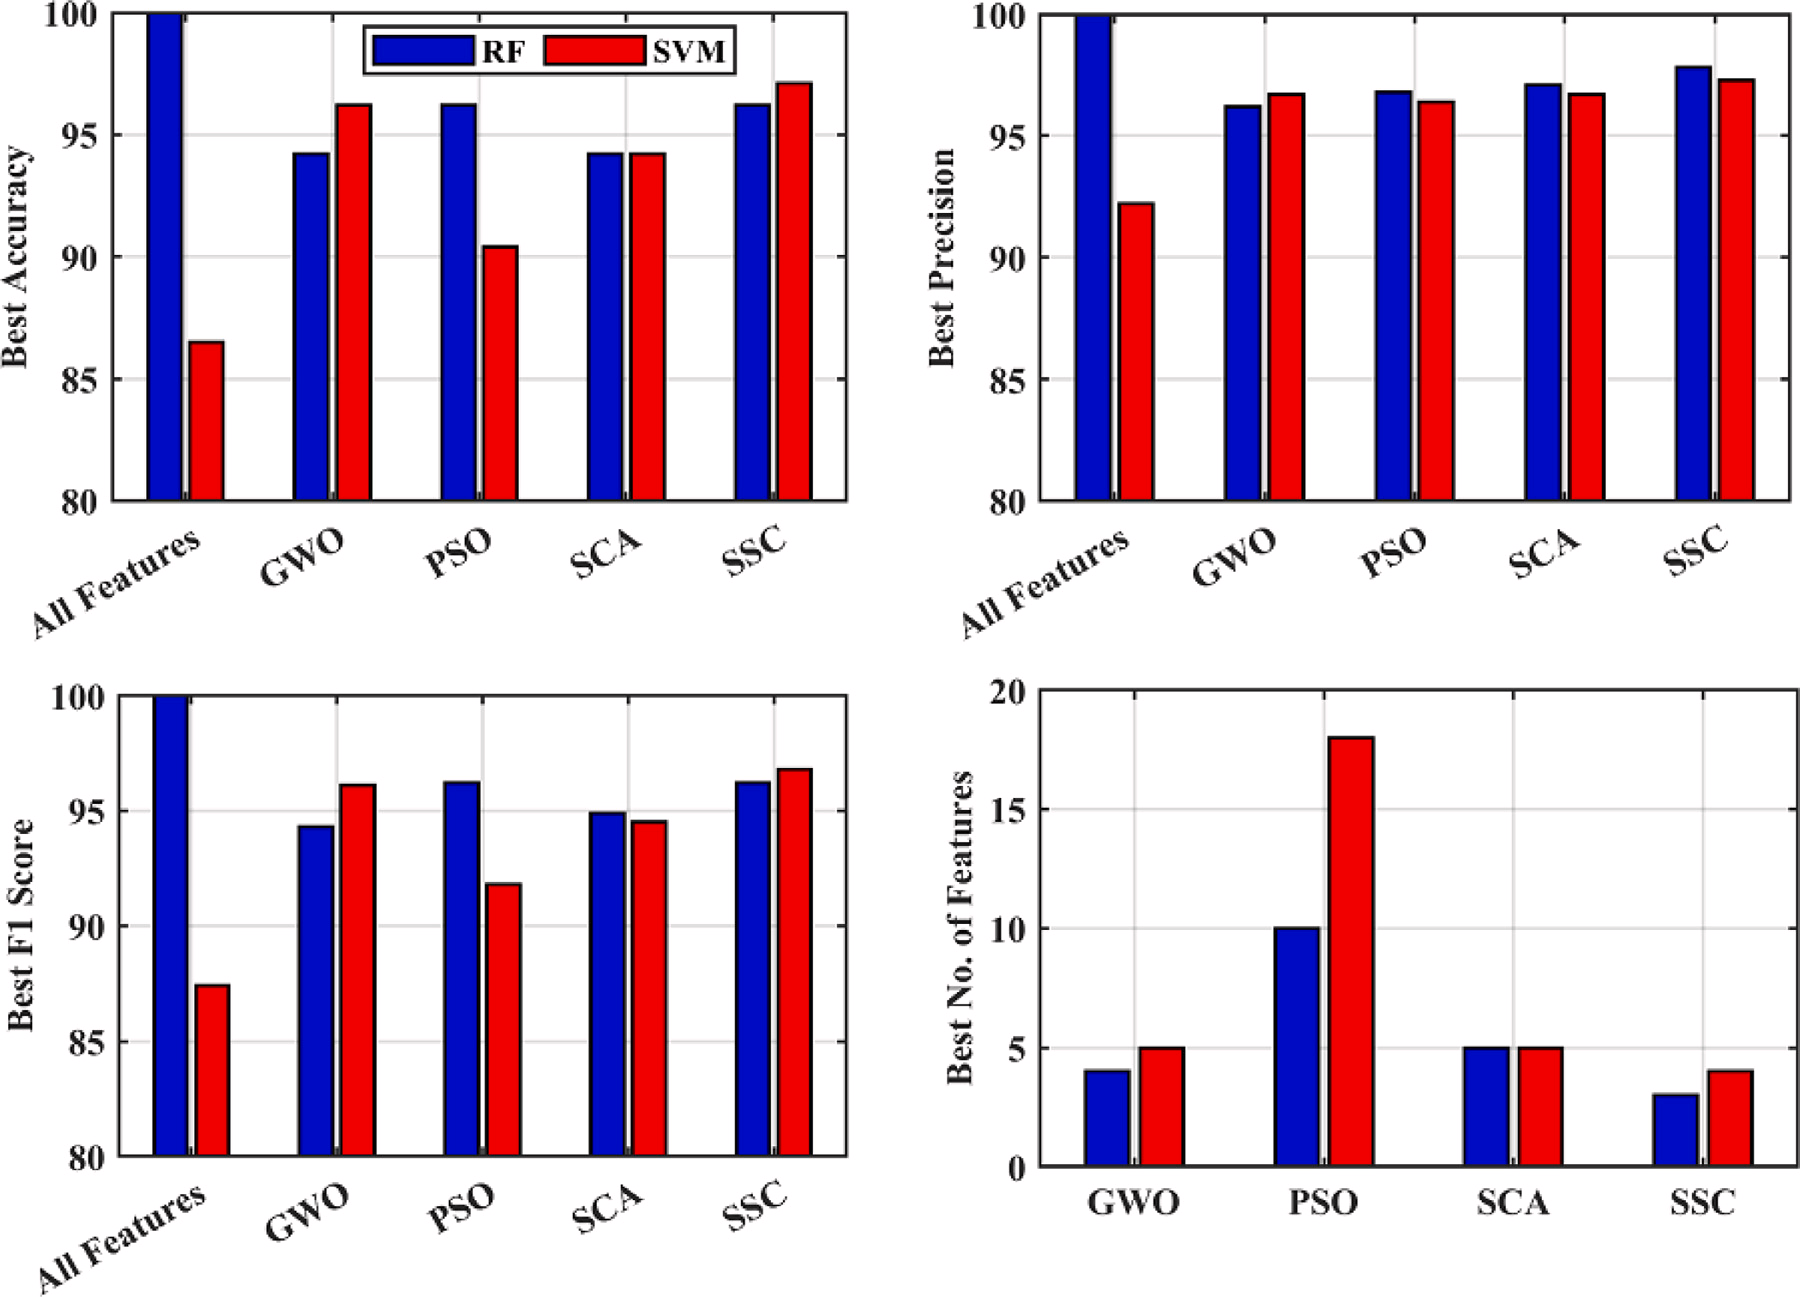 Best Accuracy
100
95
90
85
80
RF SVM
All Features GWO PSO SCA SSC
Best Precision
100
95
90
85
80
All Features GWO PSO SCA SSC
Best F1 Score
100
95
90
85
80
All Features GWO PSO SCA SSC
Best No. of Features
20
15
10
5
0
GWO PSO SCA SSC